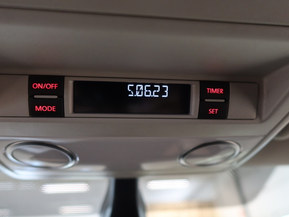 ON/OFF
MODE
5.06.23
TIMER
SET